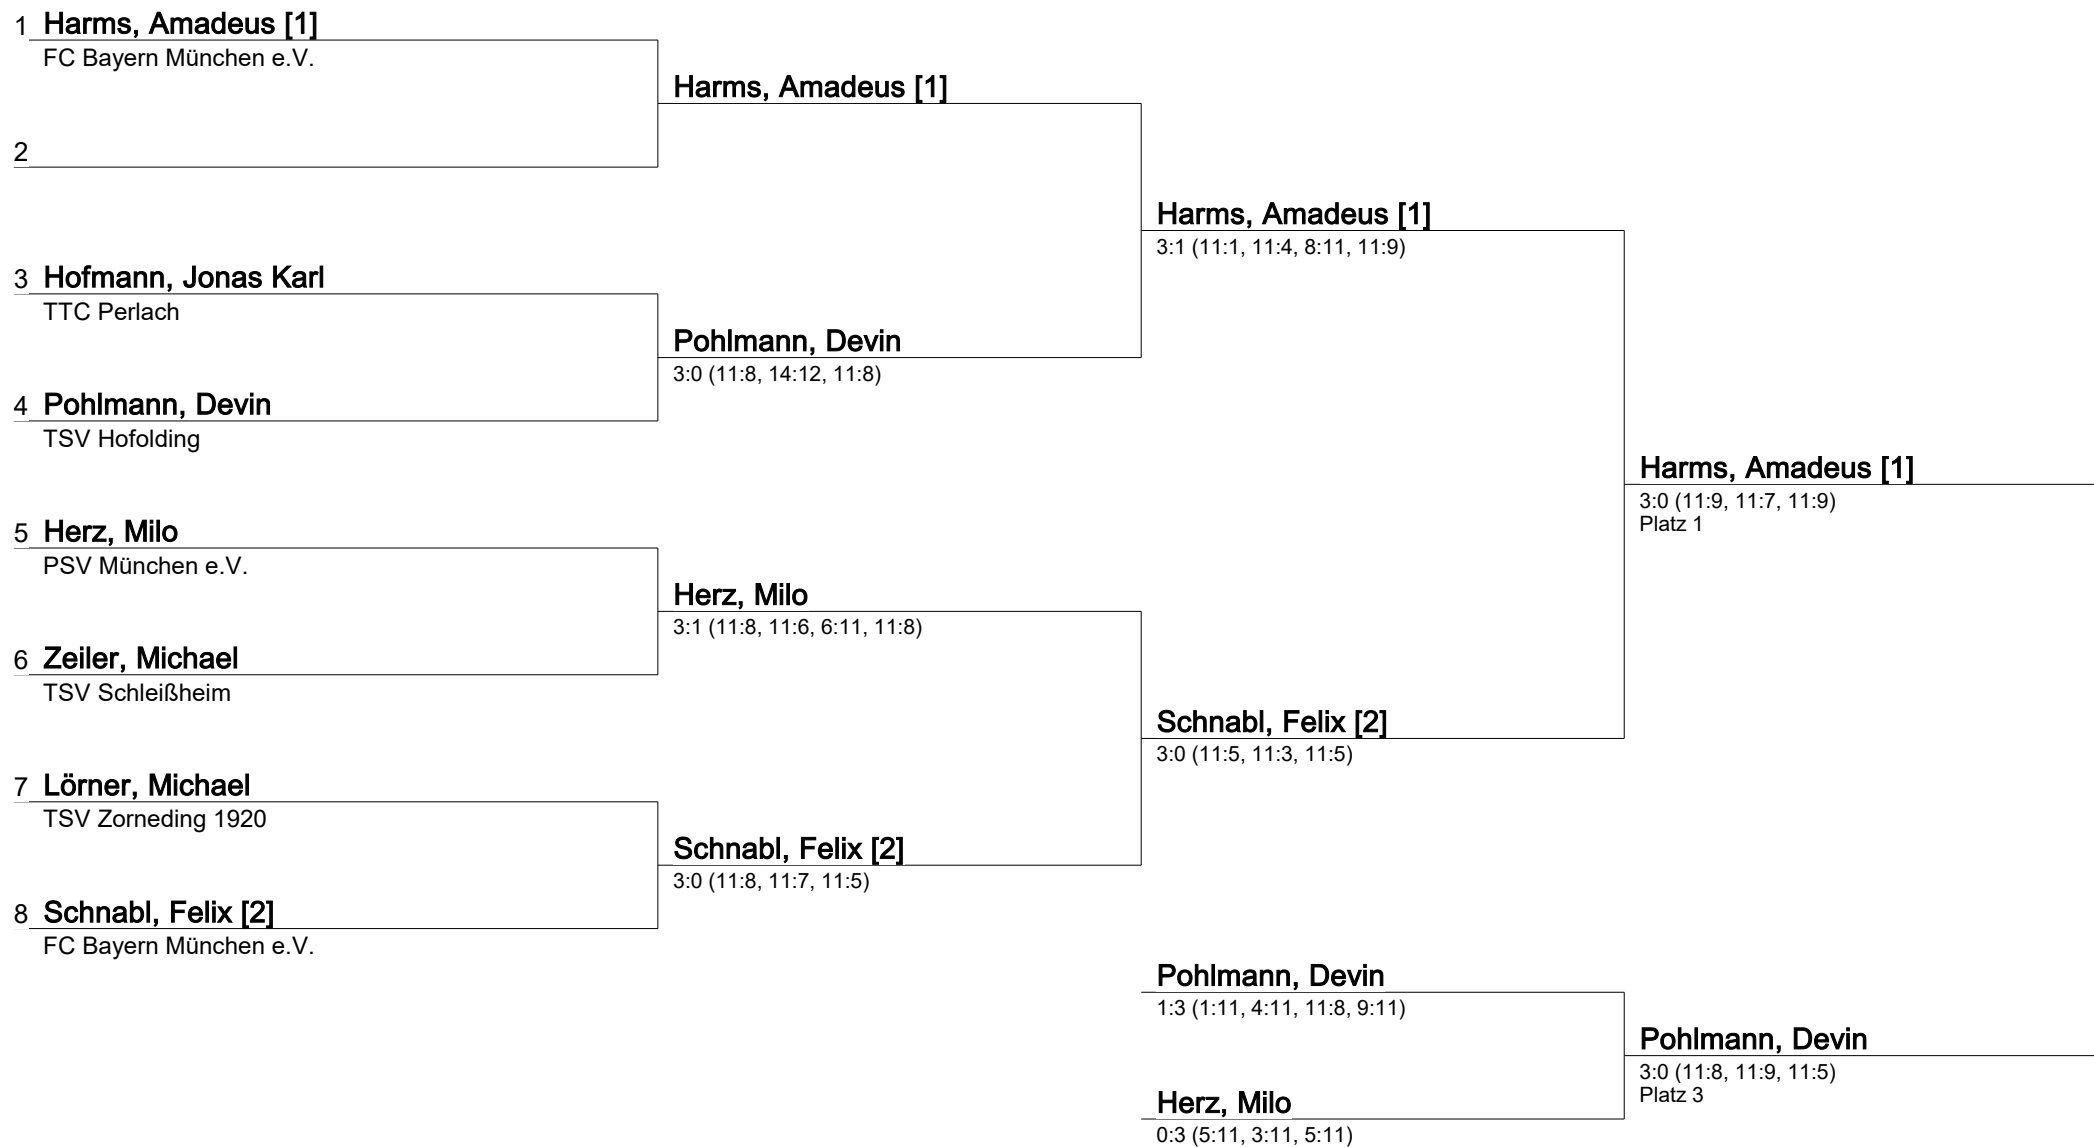 1 Harms, Amadeus [1]
FC Bayern München e.V.
Harms, Amadeus [1]
2
Harms, Amadeus [1]
3:1 (11:1, 11:4, 8:11, 11:9)
3 Hofmann, Jonas Karl
TTC Perlach
Pohlmann, Devin
3:0 (11:8, 14:12, 11:8)
4 Pohlmann, Devin
TSV Hofolding
Harms, Amadeus [1]
3:0 (11:9, 11:7, 11:9)
Platz 1
5 Herz, Milo
PSV München e.V.
Herz, Milo
3:1 (11:8, 11:6, 6:11, 11:8)
6 Zeiler, Michael
TSV Schleißheim
Schnabl, Felix [2]
3:0 (11:5, 11:3, 11:5)
7 Lörner, Michael
TSV Zorneding 1920
Schnabl, Felix [2]
3:0 (11:8, 11:7, 11:5)
8 Schnabl, Felix [2]
FC Bayern München e.V.
Pohlmann, Devin
1:3 (1:11, 4:11, 11:8, 9:11)
Pohlmann, Devin
3:0 (11:8, 11:9, 11:5)
Platz 3
Herz, Milo
0:3 (5:11, 3:11, 5:11)